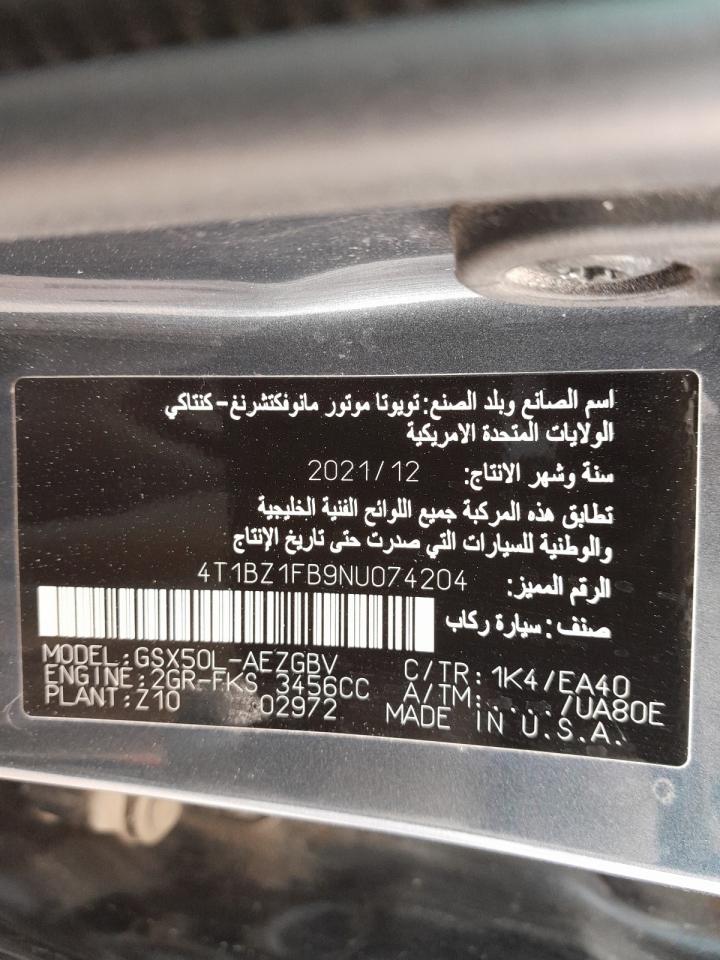 اسم الصانع وبلد الصنع: تويوتا موتور مانوفكتشرنغ - كنتاكي
الولايات المتحدة الامريكية
سنة وشهر الانتاج: 2021/12
تطابق هذه المركبة جميع اللوائح الفنية الخليجية
والوطنية للسيارات التي صدرت حتى تاريخ الإنتاج
الرقم المميز: 4T1BZ1FB9NU074204
صنف: سيارة ركاب
MODEL:GSX50L-AEZGBV C/TR: 1K4/EA40
ENGINE:2GR-FKS 3456CC A/TM:...../UA80E
PLANT:Z10 02972 MADE IN U.S.A.